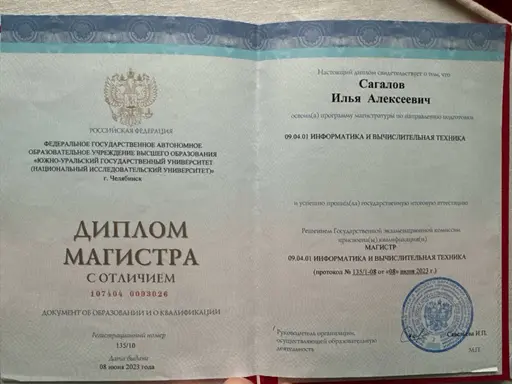 РОССИЙСКАЯ ФЕДЕРАЦИЯ
ФЕДЕРАЛЬНОЕ ГОСУДАРСТВЕННОЕ АВТОНОМНОЕ
ОБРАЗОВАТЕЛЬНОЕ УЧРЕЖДЕНИЕ ВЫСШЕГО ОБРАЗОВАНИЯ
«ЮЖНО-УРАЛЬСКИЙ ГОСУДАРСТВЕННЫЙ УНИВЕРСИТЕТ
(НАЦИОНАЛЬНЫЙ ИССЛЕДОВАТЕЛЬСКИЙ УНИВЕРСИТЕТ)»
г. Челябинск
ДИПЛОМ
МАГИСТРА
С ОТЛИЧИЕМ
107404 0093026
ДОКУМЕНТ ОБ ОБРАЗОВАНИИ И О КВАЛИФИКАЦИИ
Регистрационный номер
135/10
Дата выдачи
08 июня 2023 года
Настоящий диплом свидетельствует о том, что
Сагалов
Илья Алексеевич
освоил(а) программу магистратуры по направлению подготовки
09.04.01 ИНФОРМАТИКА И ВЫЧИСЛИТЕЛЬНАЯ ТЕХНИКА
и успешно прошёл(ла) государственную итоговую аттестацию
Решением Государственной экзаменационной комиссии
присвоена(ы) квалификация(и)
МАГИСТР
09.04.01 ИНФОРМАТИКА И ВЫЧИСЛИТЕЛЬНАЯ ТЕХНИКА
(протокол № 135/1-08 от «08» июня 2023 г.)
Руководитель организации,
осуществляющей образовательную
деятельность
И.П.
М.П.